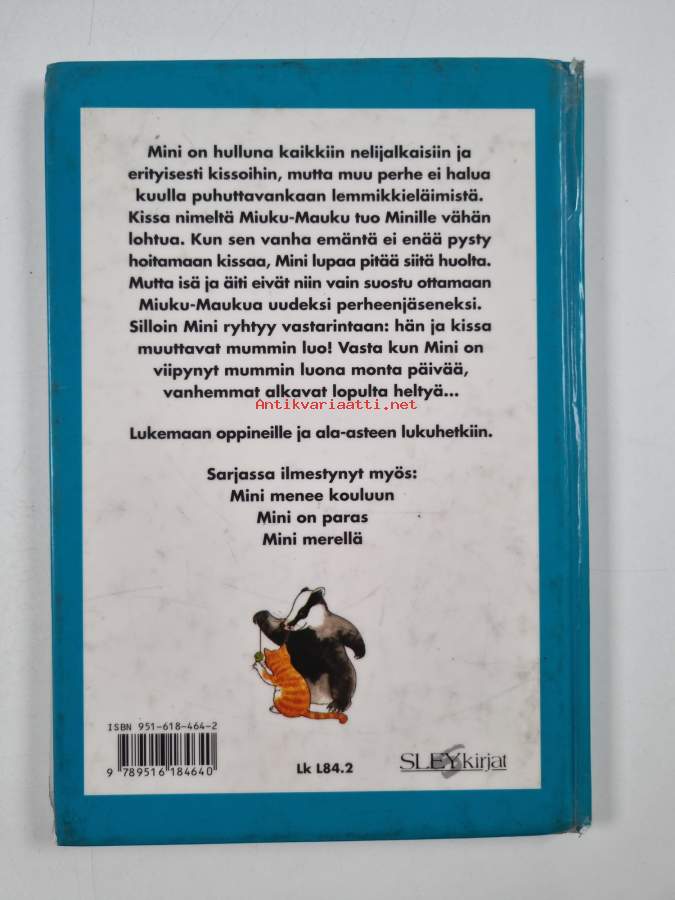 Mini on hulluna kaikkiin nelijalkaisiin ja
erityisesti kissoihin, mutta muu perhe ei halua
kuulla puhuttavankaan lemmikkieläimistä.
Kissa nimeltä Miuku-Mauku tuo Minille vähän
lohtua. Kun sen vanha emäntä ei enää pysty
hoitamaan kissaa, Mini lupaa pitää siitä huolta.
Mutta isä ja äiti eivät niin vain suostu ottamaan
Miuku-Maukua uudeksi perheenjäseneksi.
Silloin Mini ryhtyy vastarintaan: hän ja kissa
muuttavat mummin luo! Vasta kun Mini on
viipynyt mummin luona monta päivää,
vanhemmat alkavat lopulta heltyä...
Antikvariaatti.net
Lukemaan oppineille ja ala-asteen lukuhetkiin.
Sarjassa ilmestynyt myös:
Mini menee kouluun
Mini on paras
Mini merellä
ISBN 951-618-464-2
9 789516 184640
Lk L84.2
SLEY kirjat